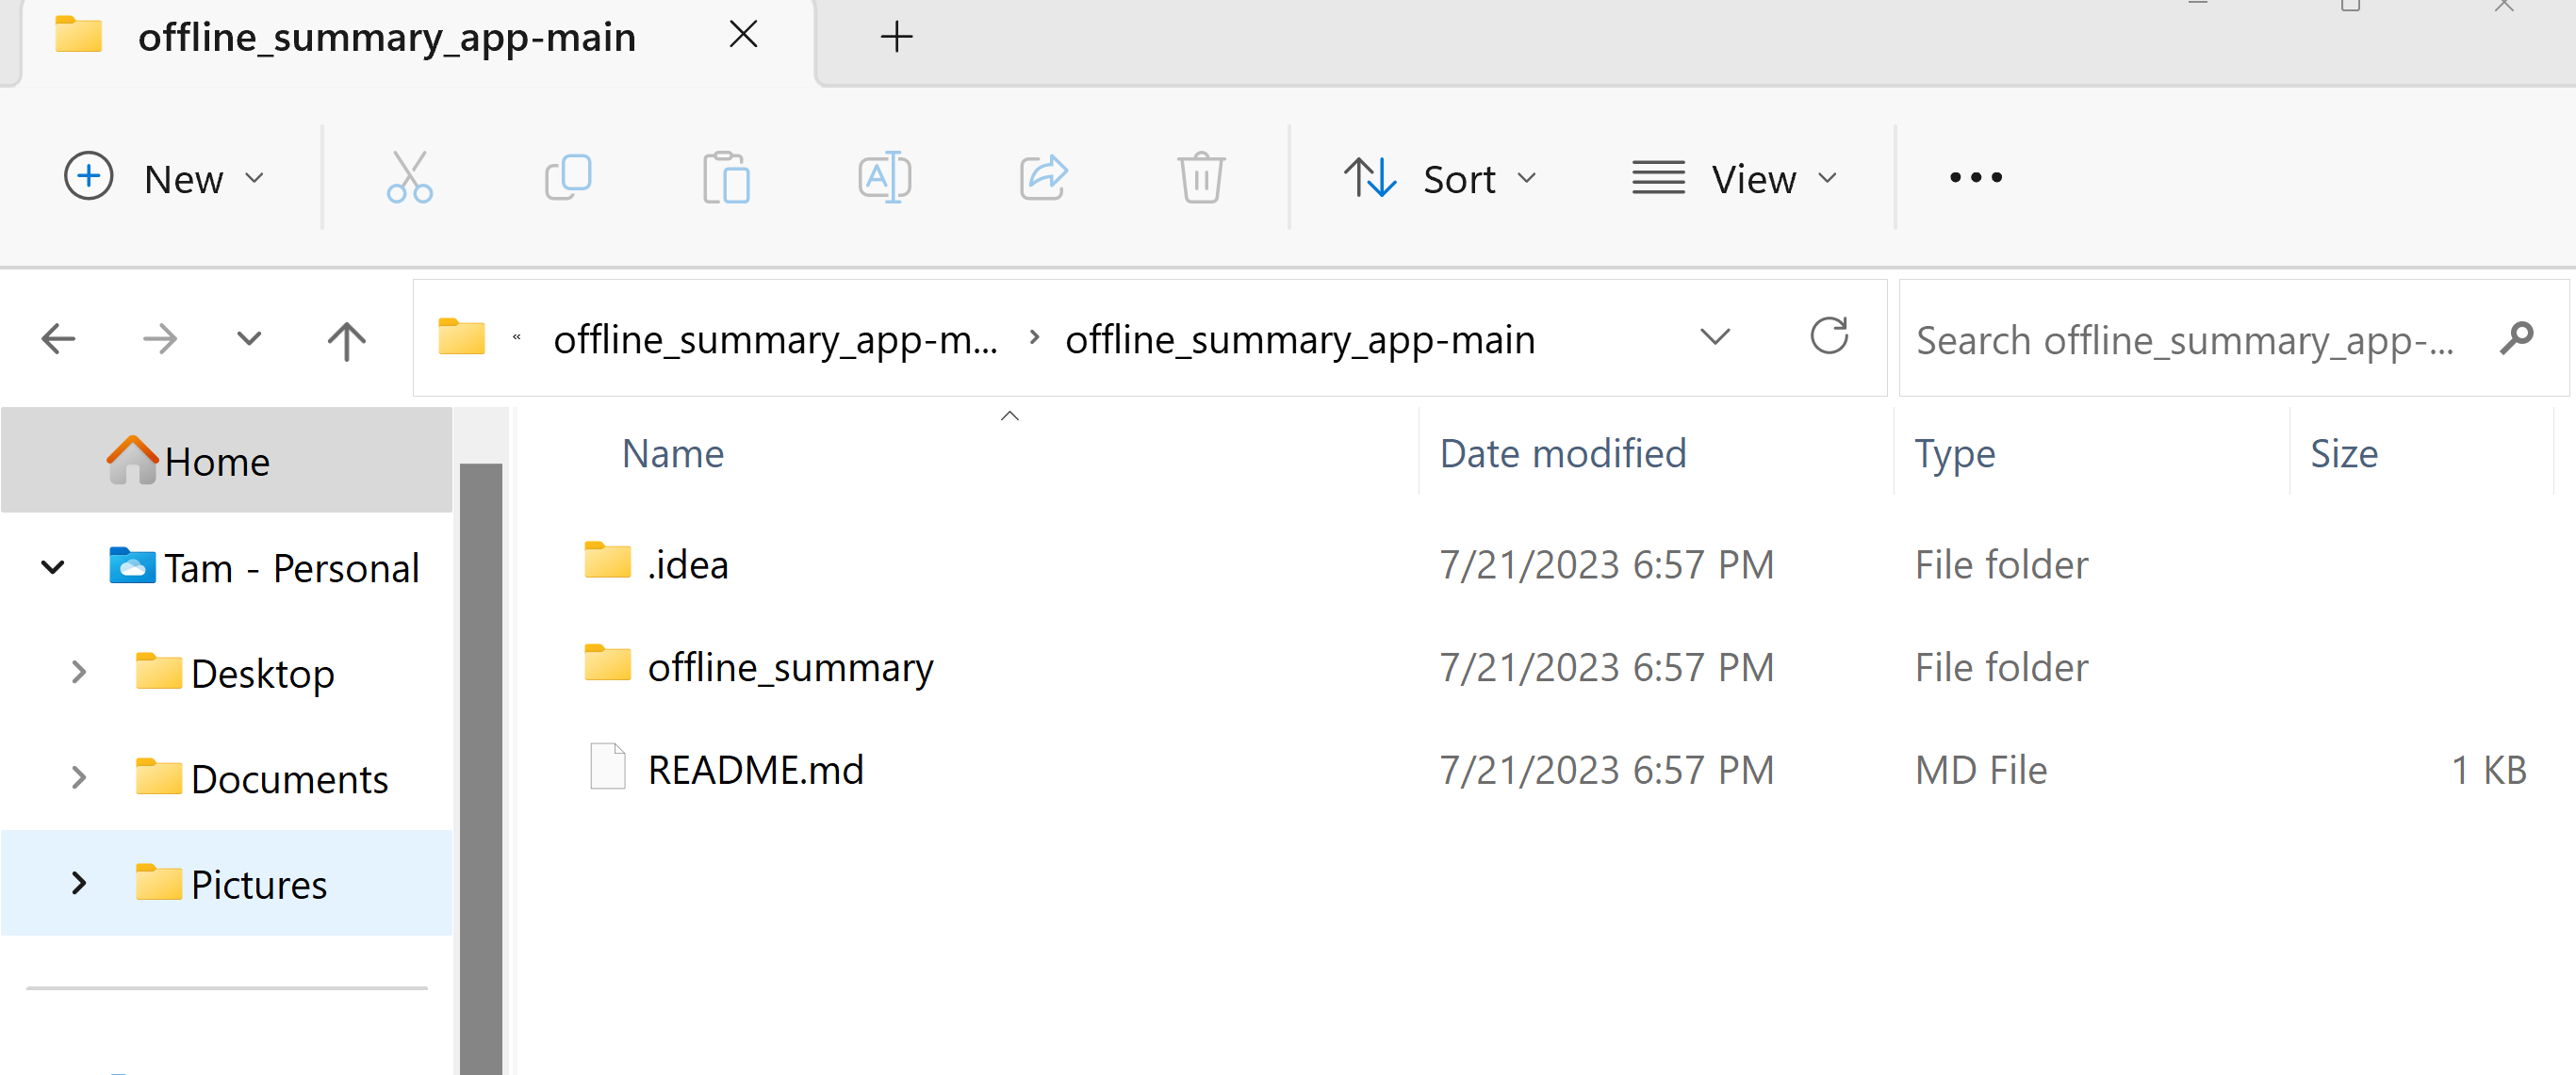 offline_summary_app-main
New
Sort
View
offline_summary_app-m...
offline_summary_app-main
Search offline_summary_app-...
Home
Tam - Personal
Desktop
Documents
Pictures
Name Date modified Type Size
.idea 7/21/2023 6:57 PM File folder
offline_summary 7/21/2023 6:57 PM File folder
README.md 7/21/2023 6:57 PM MD File 1 KB